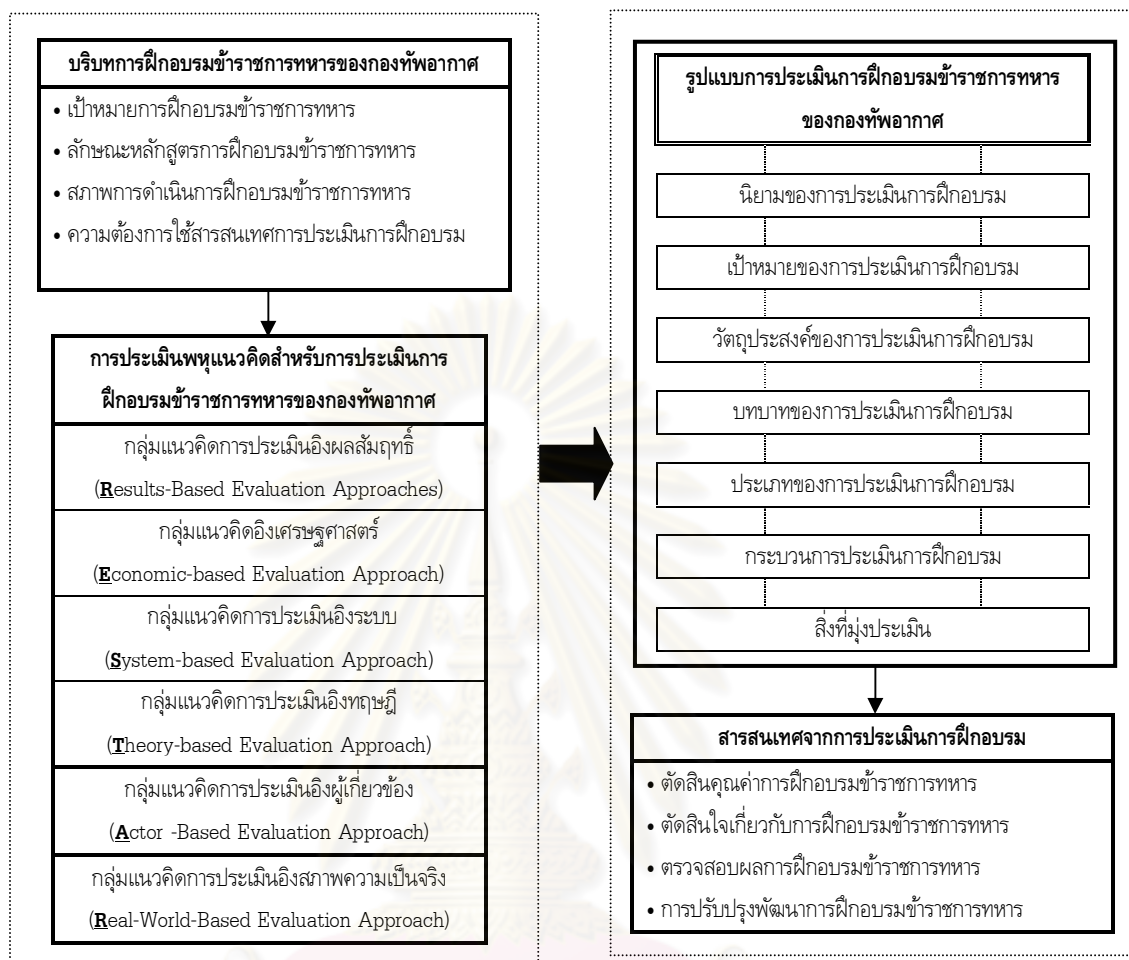 บริบทการฝึกอบรมข้าราชการทหารของกองทัพอากาศ
• เป้าหมายการฝึกอบรมข้าราชการทหาร
• ลักษณะหลักสูตรการฝึกอบรมข้าราชการทหาร
• สภาพการดำเนินการฝึกอบรมข้าราชการทหาร
• ความต้องการใช้สารสนเทศการประเมินการฝึกอบรม
การประเมินพหุแนวคิดสำหรับการประเมินการ
ฝึกอบรมข้าราชการทหารของกองทัพอากาศ
กลุ่มแนวคิดการประเมินอิงผลสัมฤทธิ์
(Results-Based Evaluation Approaches)
กลุ่มแนวคิดอิงเศรษฐศาสตร์
(Economic-based Evaluation Approach)
กลุ่มแนวคิดการประเมินอิงระบบ
(System-based Evaluation Approach)
กลุ่มแนวคิดการประเมินอิงทฤษฎี
(Theory-based Evaluation Approach)
กลุ่มแนวคิดการประเมินอิงผู้เกี่ยวข้อง
(Actor -Based Evaluation Approach)
กลุ่มแนวคิดการประเมินอิงสภาพความเป็นจริง
(Real-World-Based Evaluation Approach)
รูปแบบการประเมินการฝึกอบรมข้าราชการทหาร
ของกองทัพอากาศ
นิยามของการประเมินการฝึกอบรม
เป้าหมายของการประเมินการฝึกอบรม
วัตถุประสงค์ของการประเมินการฝึกอบรม
บทบาทของการประเมินการฝึกอบรม
ประเภทของการประเมินการฝึกอบรม
กระบวนการประเมินการฝึกอบรม
สิ่งที่มุ่งประเมิน
สารสนเทศจากการประเมินการฝึกอบรม
• ตัดสินคุณค่าการฝึกอบรมข้าราชการทหาร
• ตัดสินใจเกี่ยวกับการฝึกอบรมข้าราชการทหาร
• ตรวจสอบผลการฝึกอบรมข้าราชการทหาร
• การปรับปรุงพัฒนาการฝึกอบรมข้าราชการทหาร